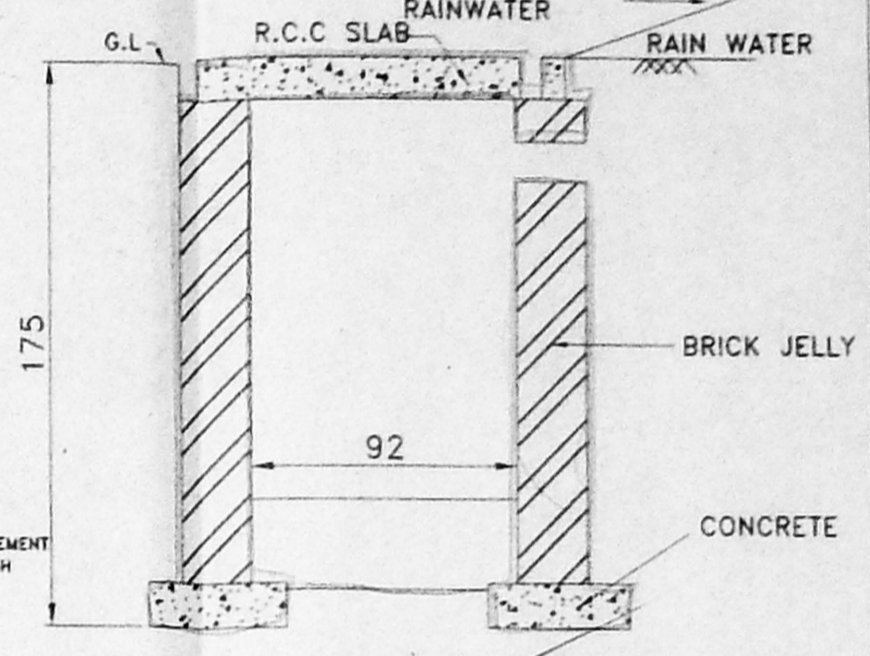 RAINWATER
R.C.C SLAB
G.L
RAIN WATER
175
BRICK JELLY
92
CONCRETE